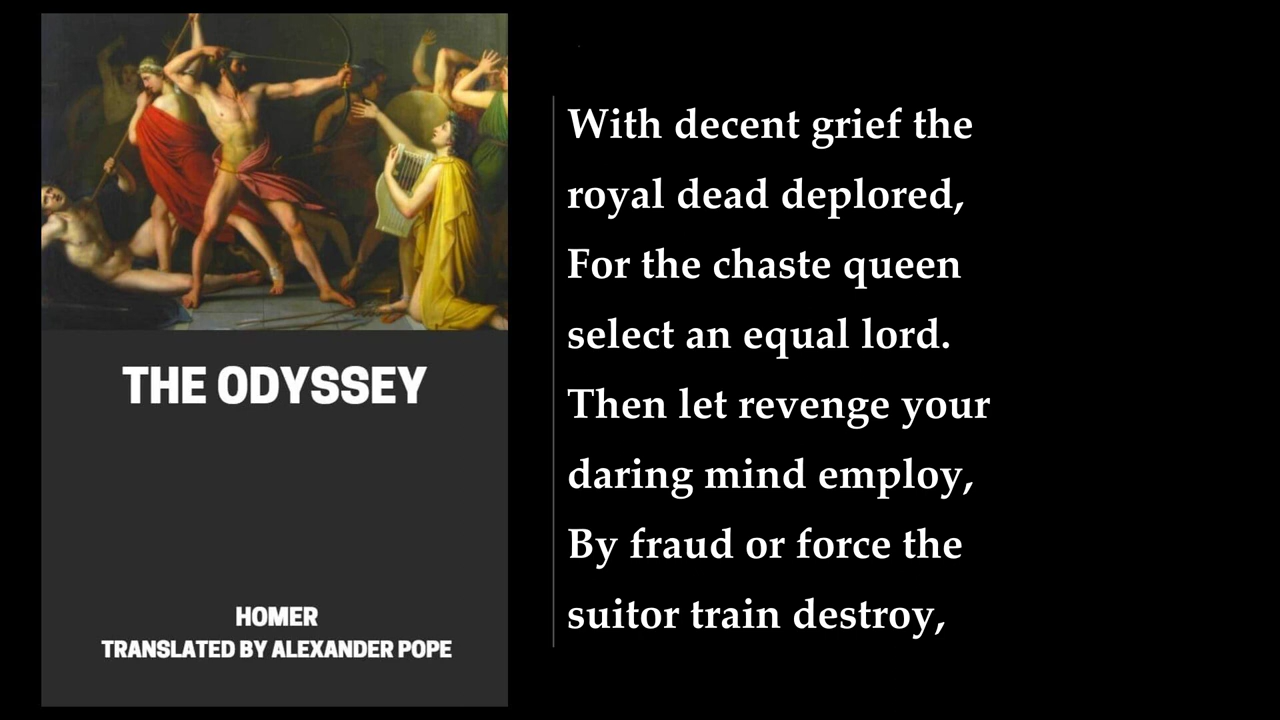 THE ODYSSEY
HOMER
TRANSLATED BY ALEXANDER POPE
With decent grief the
royal dead deplored,
For the chaste queen
select an equal lord.
Then let revenge your
daring mind employ,
By fraud or force the
suitor train destroy,